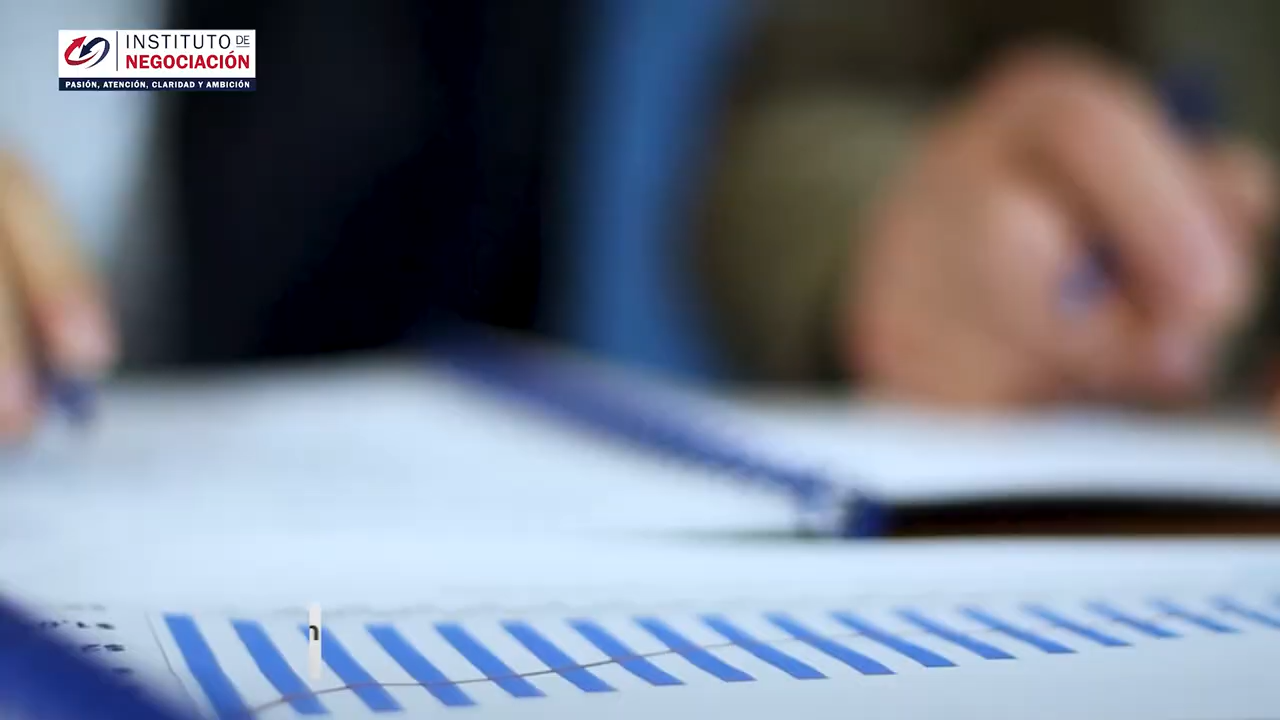 INSTITUTO DE
NEGOCIACIÓN
PASIÓN, ATENCIÓN, CLARIDAD Y AMBICIÓN